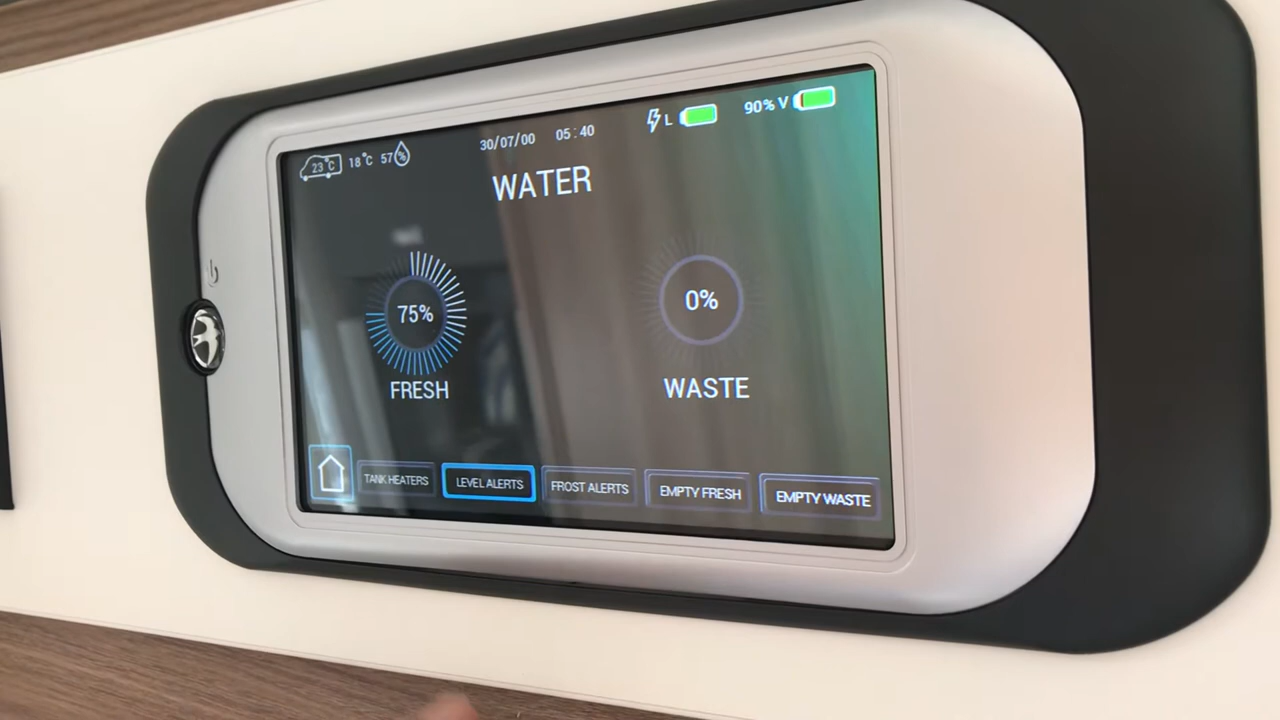 23°C 18°C 57%
30/07/00 05:40
L 90% V
WATER
75%
FRESH
0%
WASTE
TANK HEATERS
LEVEL ALERTS
FROST ALERTS
EMPTY FRESH
EMPTY WASTE